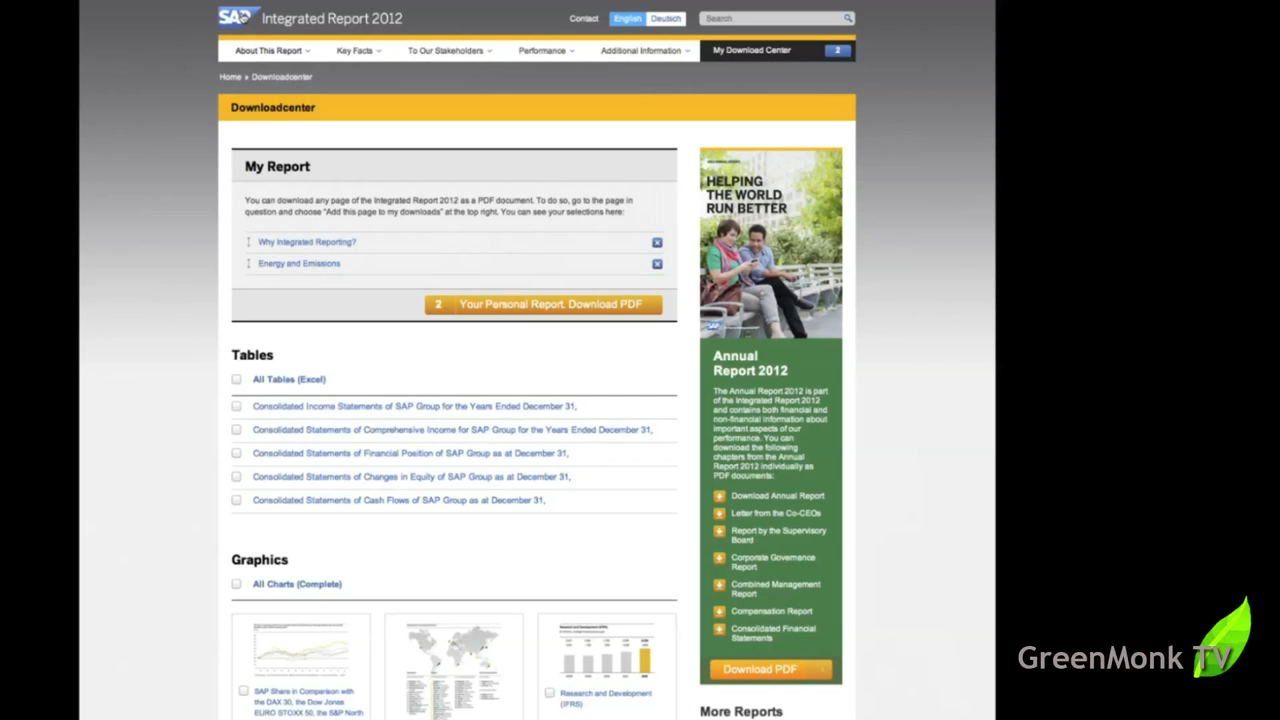 SAP Integrated Report 2012
Contact English Deutsch Search
About This Report Key Facts To Our Stakeholders Performance Additional Information My Download Center 2
Home » Downloadcenter
Downloadcenter
My Report
You can download any page of the Integrated Report 2012 as a PDF document. To do so, go to the page in
question and choose "Add this page to my downloads" at the top right. You can see your selections here:
Why Integrated Reporting?
Energy and Emissions
2 Your Personal Report. Download PDF
Tables
All Tables (Excel)
Consolidated Income Statements of SAP Group for the Years Ended December 31,
Consolidated Statements of Comprehensive Income for SAP Group for the Years Ended December 31,
Consolidated Statements of Financial Position of SAP Group as at December 31,
Consolidated Statements of Changes in Equity of SAP Group as at December 31,
Consolidated Statements of Cash Flows of SAP Group as at December 31,
Graphics
All Charts (Complete)
SAP Share in Comparison with
the DAX 30, the Dow Jones
EURO STOXX 50, the S&P North
Research and Development (IFRS)
Research and Development
(IFRS)
HELPING
THE WORLD
RUN BETTER
SAP
Annual
Report 2012
The Annual Report 2012 is part
of the Integrated Report 2012
and contains both financial and
non-financial information about
important aspects of our
performance. You can
download the following
chapters from the Annual
Report 2012 individually as
PDF documents:
Download Annual Report
Letter from the Co-CEOs
Report by the Supervisory
Board
Corporate Governance
Report
Combined Management
Report
Compensation Report
Consolidated Financial
Statements
Download PDF
More Reports
GreenMonk TV